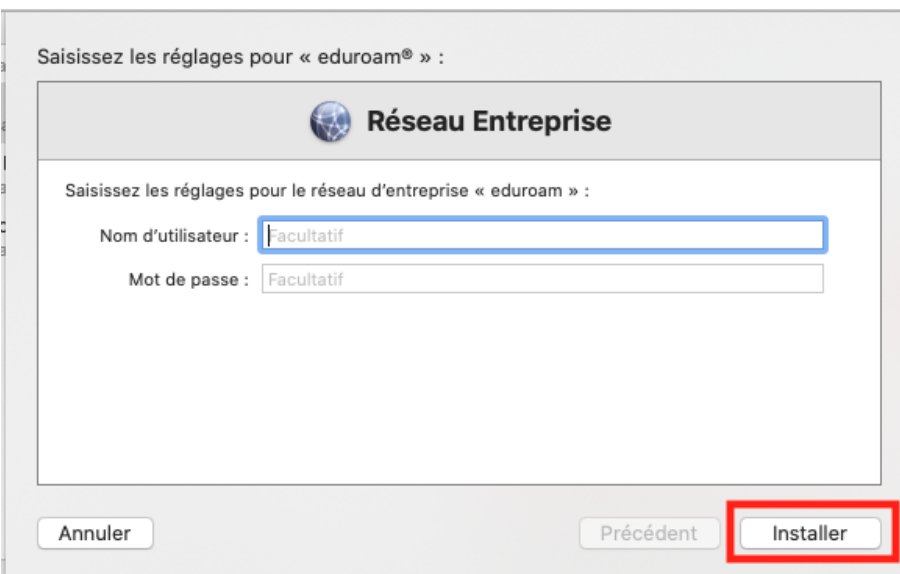 Saisissez les réglages pour « eduroam® » :
Réseau Entreprise
Saisissez les réglages pour le réseau d’entreprise « eduroam » :
Nom d’utilisateur : Facultatif
Mot de passe : Facultatif
Annuler Précédent Installer